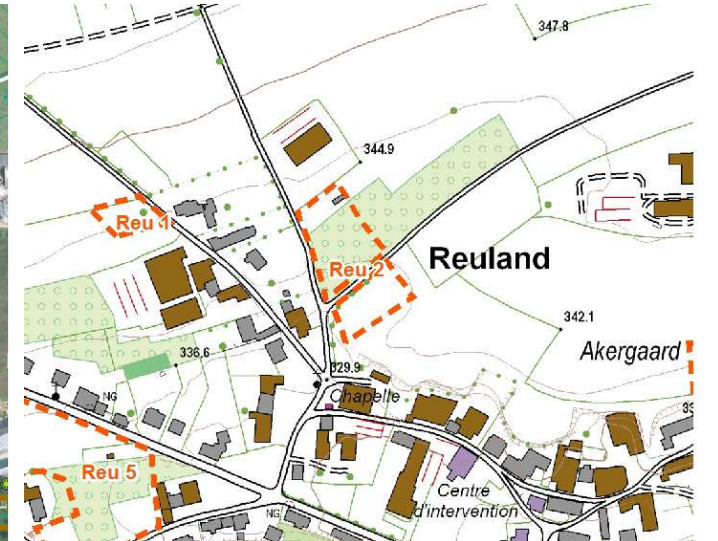 347.8
344.9
Reu 1
Reuland
Reu 2
342.1
336.6
Akergaard
329.9
NG
Chapelle
Reu 5
Centre
d'intervention
NG